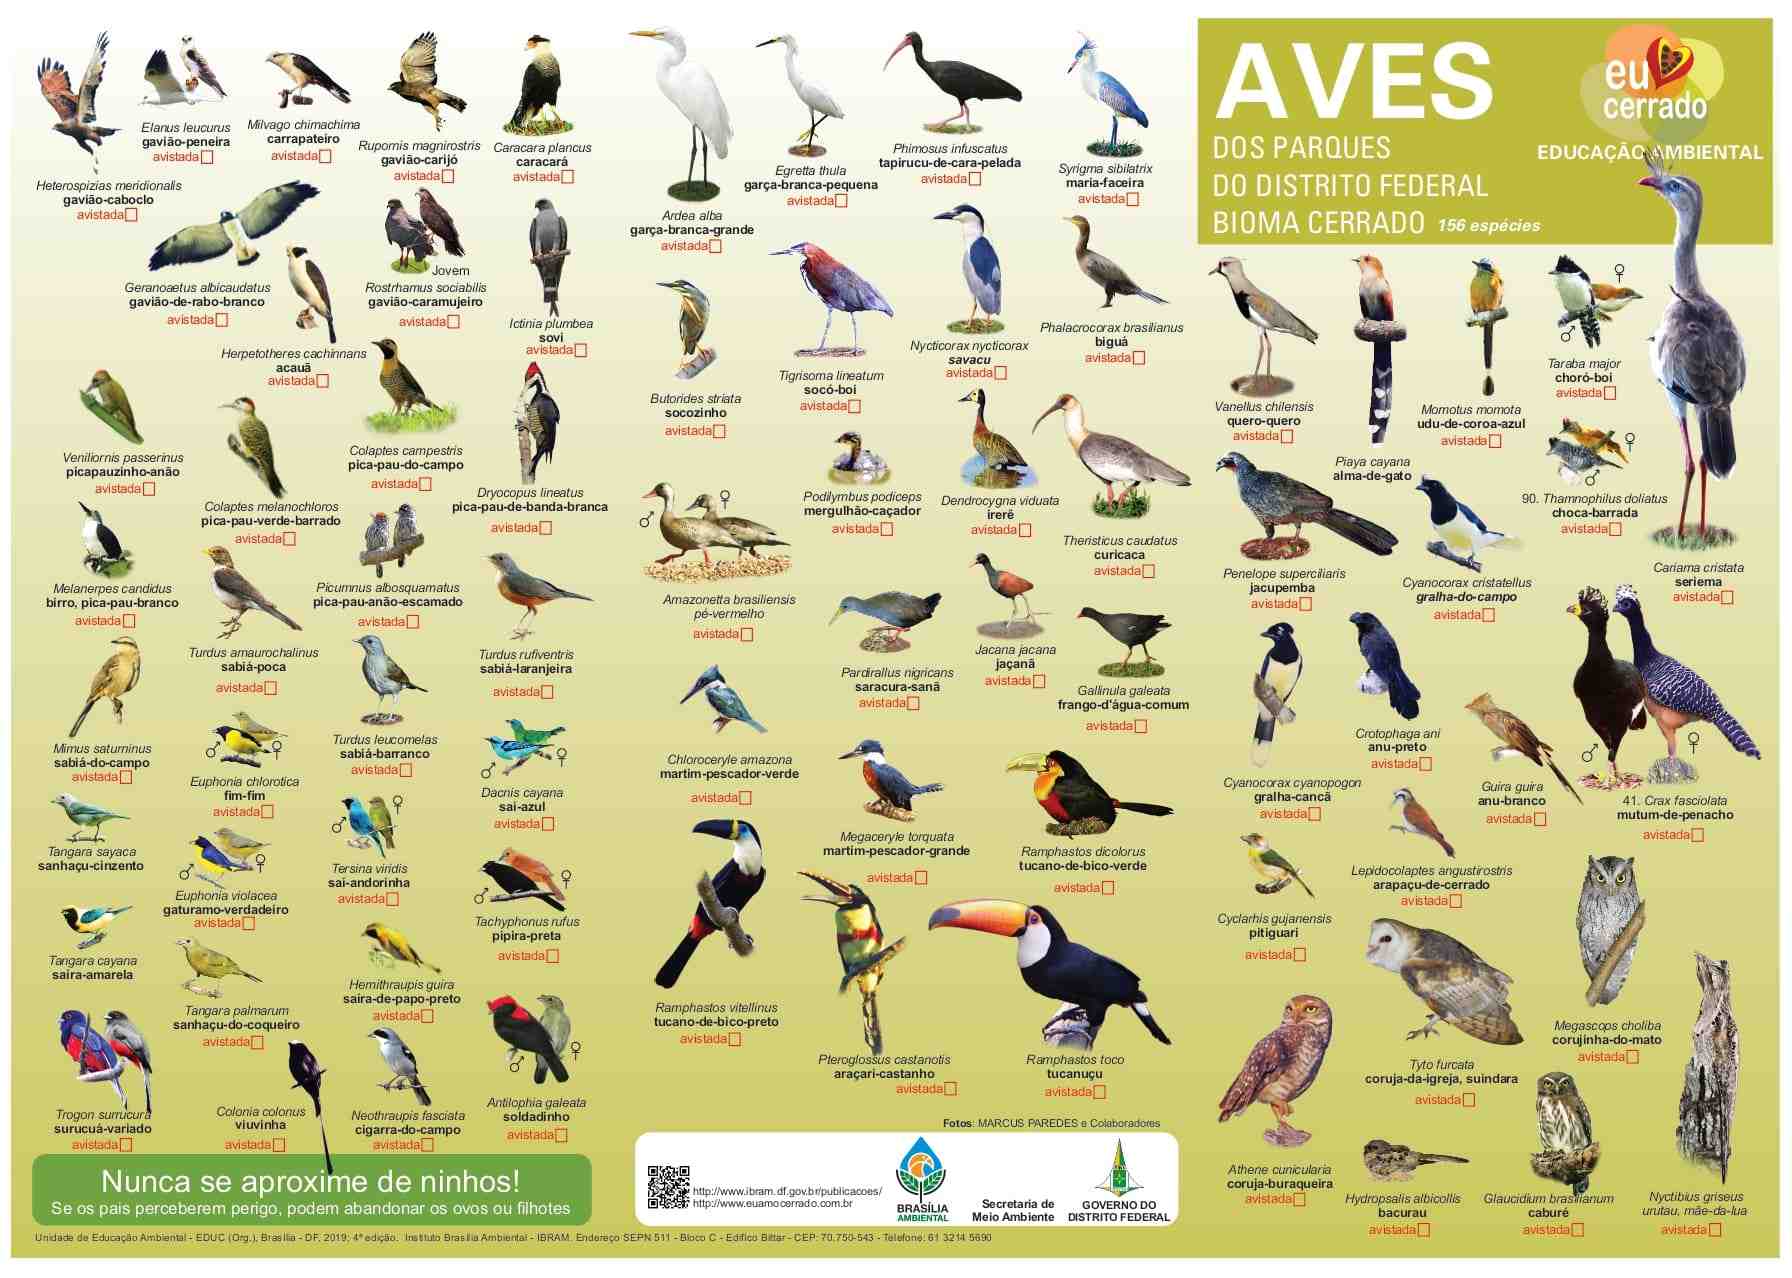 AVES
DOS PARQUES
DO DISTRITO FEDERAL
BIOMA CERRADO 156 espécies
eu
cerrado
EDUCAÇÃO AMBIENTAL
Heterospizias meridionalis
gavião-caboclo
avistada
Elanus leucurus
gavião-peneira
avistada
Milvago chimachima
carrapateiro
avistada
Rupornis magnirostris
gavião-carijó
avistada
Caracara plancus
caracará
avistada
Geranoaetus albicaudatus
gavião-de-rabo-branco
avistada
Herpetotheres cachinnans
acauã
avistada
Jovem
Rostrhamus sociabilis
gavião-caramujeiro
avistada
Ictinia plumbea
sovi
avistada
Veniliornis passerinus
picapauzinho-anão
avistada
Colaptes melanochloros
pica-pau-verde-barrado
avistada
Colaptes campestris
pica-pau-do-campo
avistada
Dryocopus lineatus
pica-pau-de-banda-branca
avistada
Melanerpes candidus
birro, pica-pau-branco
avistada
Turdus amaurochalinus
sabiá-poca
avistada
Picumnus albosquamatus
pica-pau-anão-escamado
avistada
Turdus rufiventris
sabiá-laranjeira
avistada
Mimus saturninus
sabiá-do-campo
avistada
♂ ♀
Euphonia chlorotica
fim-fim
avistada
Turdus leucomelas
sabiá-barranco
avistada
♂ ♀
Dacnis cayana
saí-azul
avistada
Tangara sayaca
sanhaçu-cinzento
♂ ♀
Euphonia violacea
gaturamo-verdadeiro
avistada
♂ ♀
Tersina viridis
saí-andorinha
avistada
♂ ♀
Tachyphonus rufus
pipira-preta
avistada
Tangara cayana
saíra-amarela
Tangara palmarum
sanhaçu-do-coqueiro
avistada
Hemithraupis guira
saíra-de-papo-preto
avistada
♂ ♀
Antilophia galeata
soldadinho
avistada
Trogon surrucura
surucuá-variado
avistada
Colonia colonus
viuvinha
avistada
Neothraupis fasciata
cigarra-do-campo
avistada
Ardea alba
garça-branca-grande
avistada
Egretta thula
garça-branca-pequena
avistada
Phimosus infuscatus
tapirucu-de-cara-pelada
avistada
Syrigma sibilatrix
maria-faceira
avistada
Butorides striata
socozinho
avistada
Tigrisoma lineatum
socó-boi
avistada
Nycticorax nycticorax
savacu
avistada
Phalacrocorax brasilianus
biguá
avistada
♂ ♀
Amazonetta brasiliensis
pé-vermelho
avistada
Podilymbus podiceps
mergulhão-caçador
avistada
Dendrocygna viduata
irerê
avistada
Theristicus caudatus
curicaca
avistada
Pardirallus nigricans
saracura-sanã
avistada
Jacana jacana
jaçanã
avistada
Gallinula galeata
frango-d'água-comum
avistada
Chloroceryle amazona
martim-pescador-verde
avistada
Megaceryle torquata
martim-pescador-grande
avistada
Ramphastos dicolorus
tucano-de-bico-verde
avistada
Ramphastos vitellinus
tucano-de-bico-preto
avistada
Pteroglossus castanotis
araçari-castanho
avistada
Ramphastos toco
tucanuçu
avistada
Vanellus chilensis
quero-quero
avistada
Piaya cayana
alma-de-gato
Momotus momota
udu-de-coroa-azul
avistada
♂ ♀
Taraba major
choró-boi
avistada
♂ ♀
90. Thamnophilus doliatus
choca-barrada
avistada
Cariama cristata
seriema
avistada
Penelope superciliaris
jacupemba
avistada
Cyanocorax cristatellus
gralha-do-campo
avistada
Cyanocorax cyanopogon
gralha-cancã
avistada
Crotophaga ani
anu-preto
avistada
Guira guira
anu-branco
avistada
♂ ♀
41. Crax fasciolata
mutum-de-penacho
avistada
Cyclarhis gujanensis
pitiguari
avistada
Lepidocolaptes angustirostris
arapaçu-de-cerrado
avistada
Megascops choliba
corujinha-do-mato
avistada
Tyto furcata
coruja-da-igreja, suindara
avistada
Athene cunicularia
coruja-buraqueira
avistada
Hydropsalis albicollis
bacurau
avistada
Glaucidium brasilianum
caburé
avistada
Nyctibius griseus
urutau, mãe-da-lua
avistada
Fotos: MARCUS PAREDES e Colaboradores
Nunca se aproxime de ninhos!
Se os pais perceberem perigo, podem abandonar os ovos ou filhotes
http://www.ibram.df.gov.br/publicacoes/
http://www.euamocerrado.com.br
BRASÍLIA
AMBIENTAL
Secretaria de
Meio Ambiente
GOVERNO DO
DISTRITO FEDERAL
Unidade de Educação Ambiental - EDUC (Org.), Brasília - DF, 2019; 4ª edição. Instituto Brasília Ambiental - IBRAM. Endereço SEPN 511 - Bloco C - Edifico Bittar - CEP: 70.750-543 - Telefone: 61 3214 5690